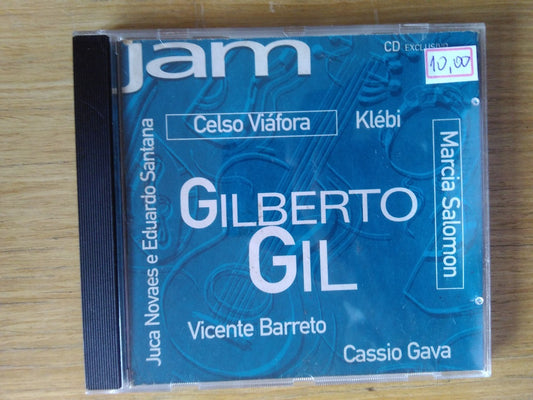 jam
CD EXCLUSIVO
10,00
Celso Viáfora
Klébi
Juca Novaes e Eduardo Santana
Marcia Salomon
GILBERTO
GIL
Vicente Barreto
Cassio Gava